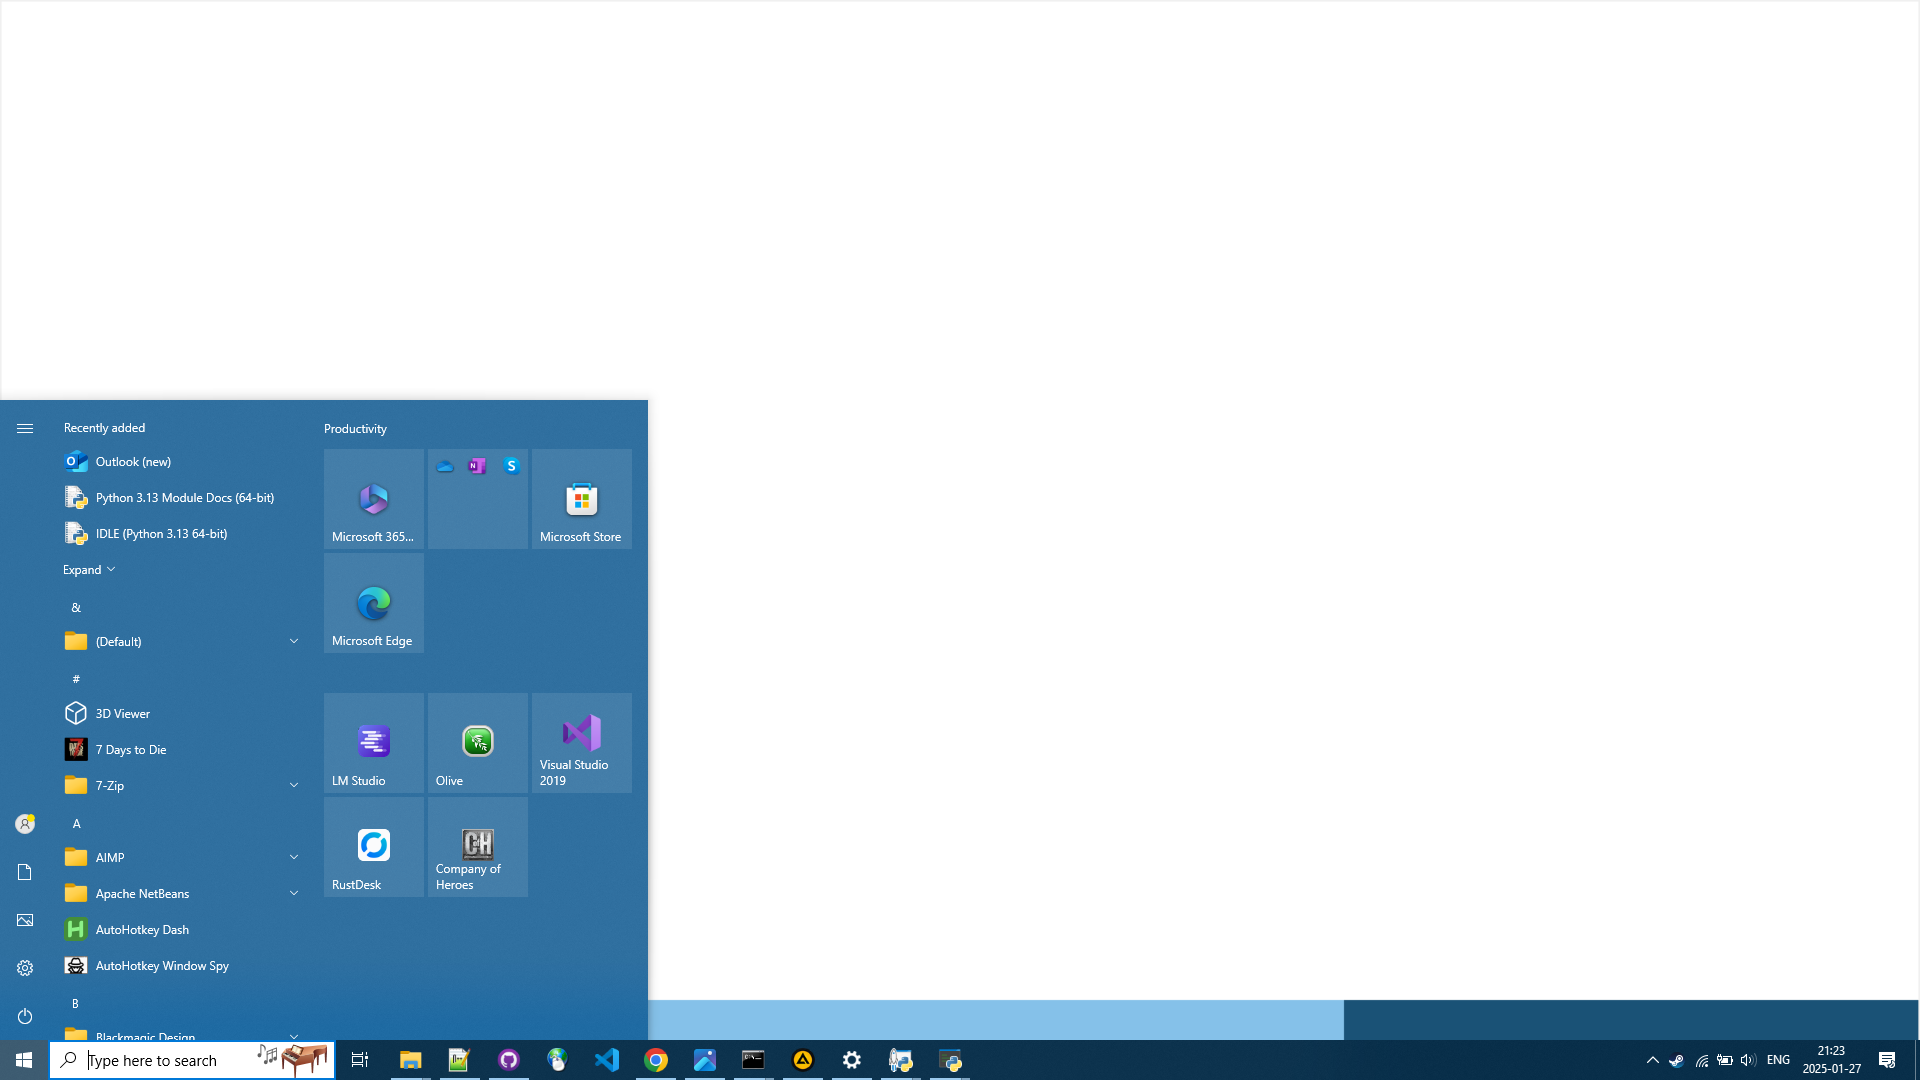 Recently added
Outlook (new)
Python 3.13 Module Docs (64-bit)
IDLE (Python 3.13 64-bit)
Expand
&
(Default)
#
3D Viewer
7 Days to Die
7-Zip
A
AIMP
Apache NetBeans
AutoHotkey Dash
AutoHotkey Window Spy
B
Blackmagic Design
Productivity
Microsoft 365...
Microsoft Store
Microsoft Edge
LM Studio
Olive
Visual Studio
2019
RustDesk
Company of
Heroes
Type here to search
ENG
21:23
2025-01-27